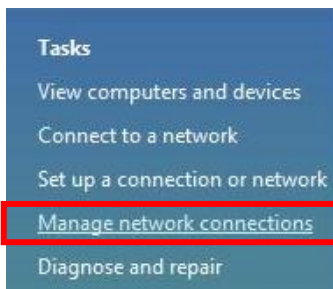 Tasks
View computers and devices
Connect to a network
Set up a connection or network
Manage network connections
Diagnose and repair